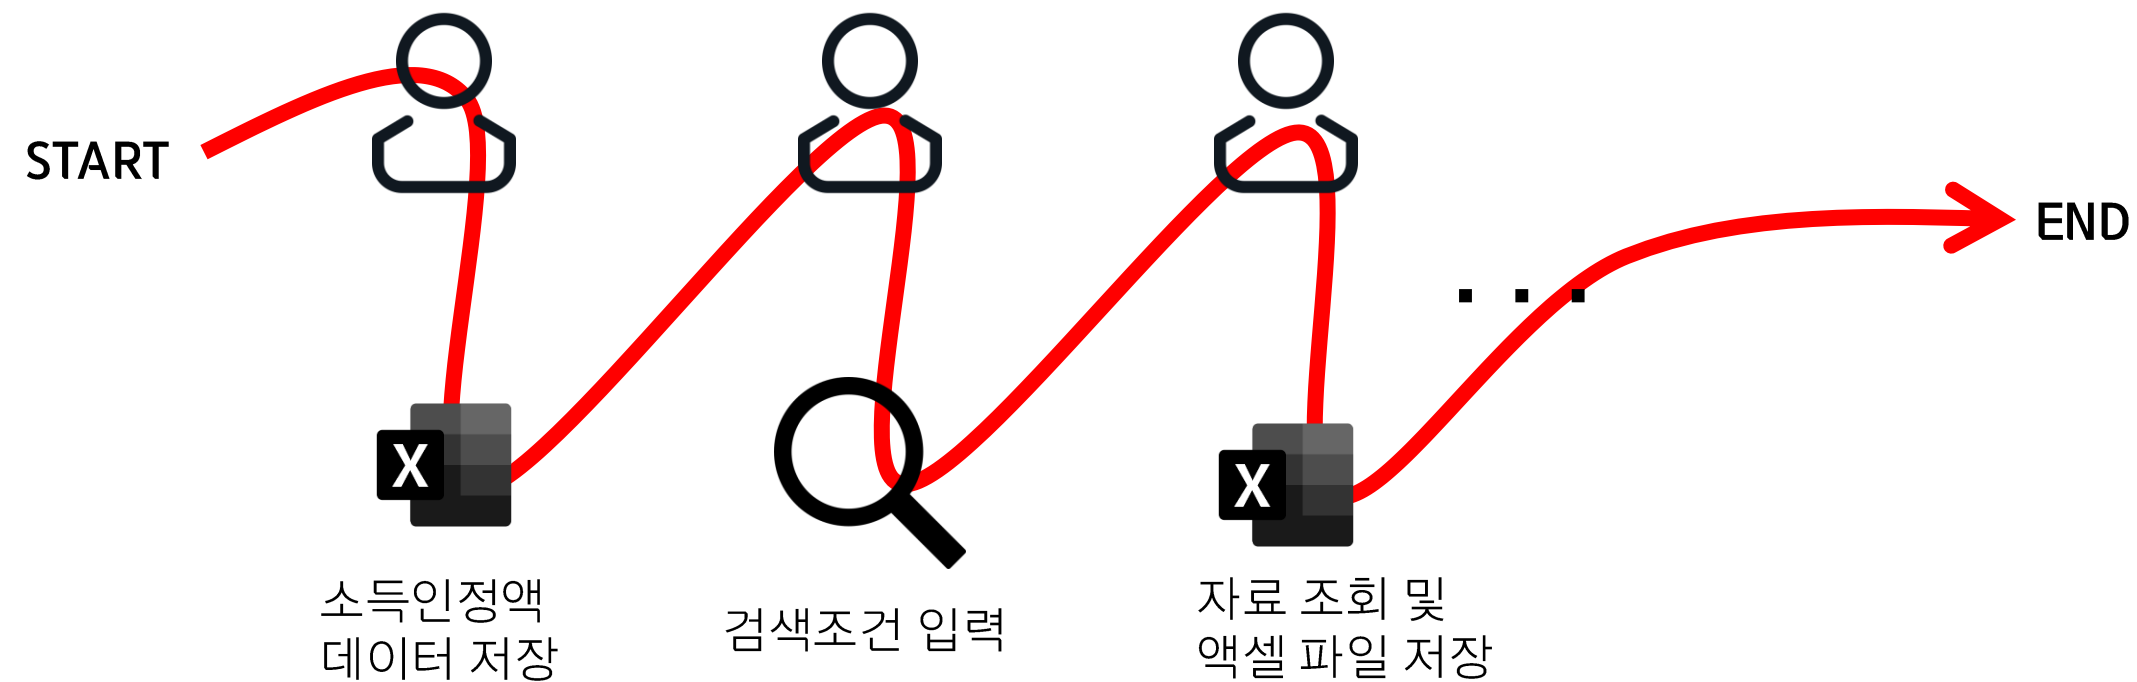 START
END
X
X
소득인정액
데이터 저장
검색조건 입력
자료 조회 및
액셀 파일 저장
. . .